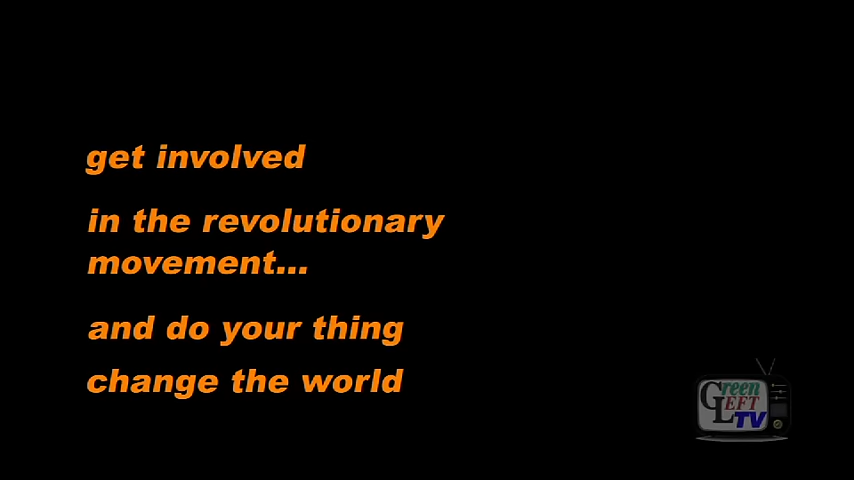 get involved
in the revolutionary
movement...
and do your thing
change the world
Green
LEFT
TV